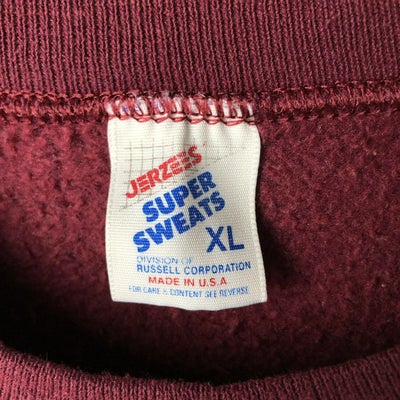 JERZEES
SUPER
SWEATS
XL
DIVISION OF
RUSSELL CORPORATION
MADE IN U.S.A
FOR CARE & CONTENT SEE REVERSE